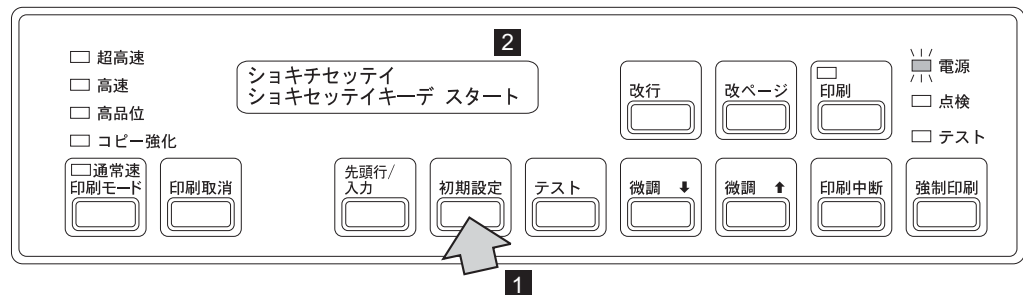 2
超高速
高速
高品位
コピー強化
ショキチセッテイ
ショキセッテイキーデ スタート
改行
改ページ
印刷
電源
点検
テスト
通常速
印刷モード
印刷取消
先頭行/
入力
初期設定
テスト
微調 ⬇
微調 ⬆
印刷中断
強制印刷
1